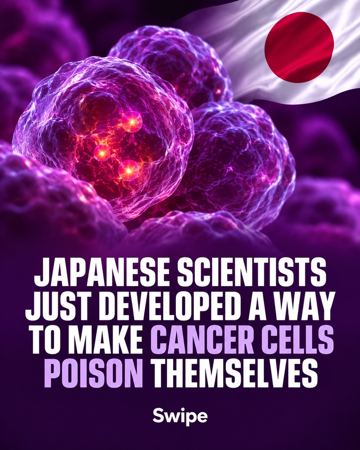 JAPANESE SCIENTISTS
JUST DEVELOPED A WAY
TO MAKE CANCER CELLS
POISON THEMSELVES
Swipe